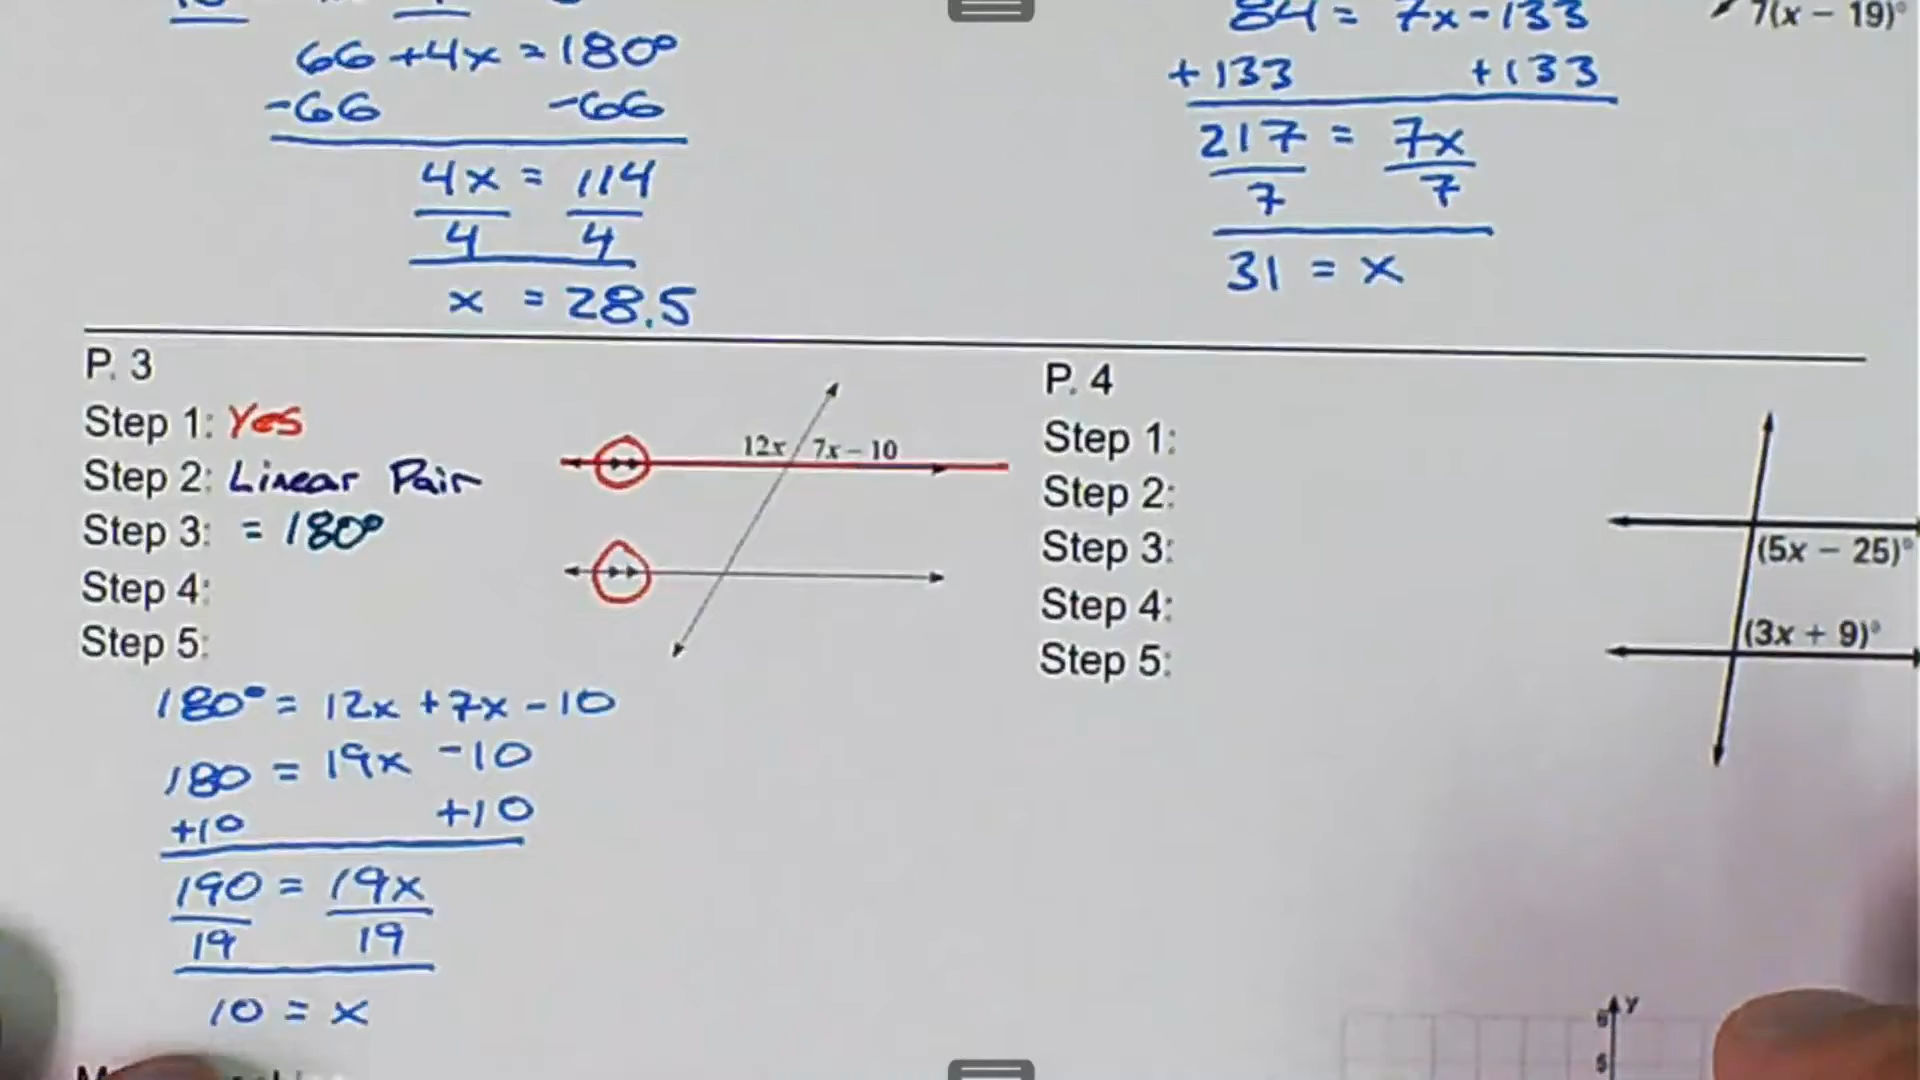 66 + 4x = 180°
-66 -66
4x = 114
4 4
x = 28.5
84 = 7x - 133
+133 +133
217 = 7x
7 7
31 = x
7(x – 19)°
P. 3
Step 1: Yes
Step 2: Linear Pair
Step 3: = 180°
Step 4:
Step 5:
12x 7x – 10
180° = 12x + 7x - 10
180 = 19x - 10
+10 +10
190 = 19x
19 19
10 = x
P. 4
Step 1:
Step 2:
Step 3:
Step 4:
Step 5:
(5x – 25)°
(3x + 9)°
y
6
5